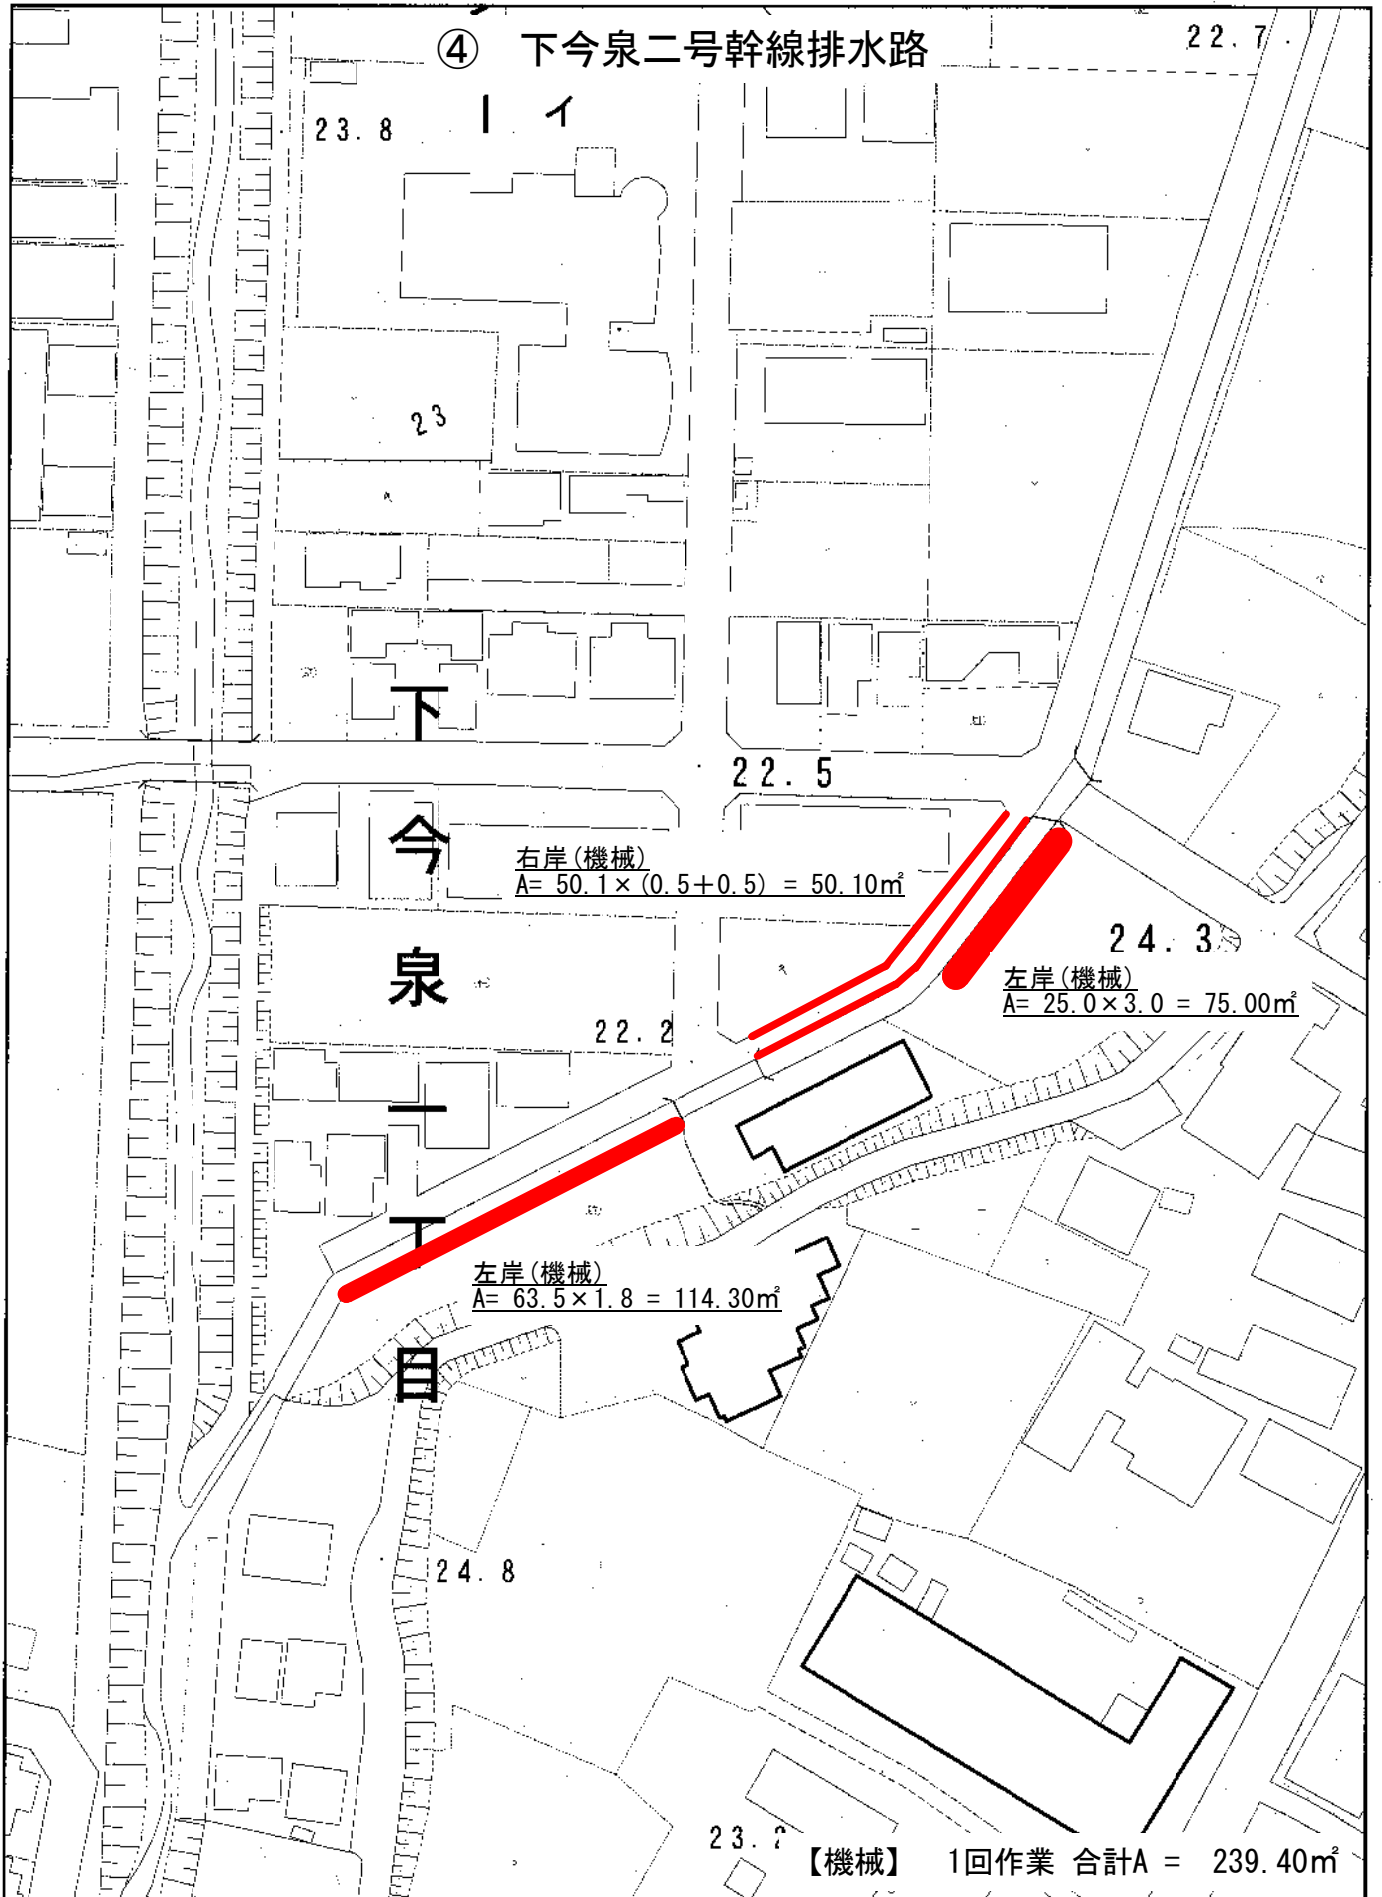 ④ 下今泉二号幹線排水路
22.7
ー イ
23.8
23
下今泉一丁目
22.5
右岸(機械)
A= 50.1×(0.5+0.5) = 50.10㎡
24.3
左岸(機械)
A= 25.0×3.0 = 75.00㎡
22.2
左岸(機械)
A= 63.5×1.8 = 114.30㎡
24.8
23.
【機械】 1回作業 合計A = 239.40㎡